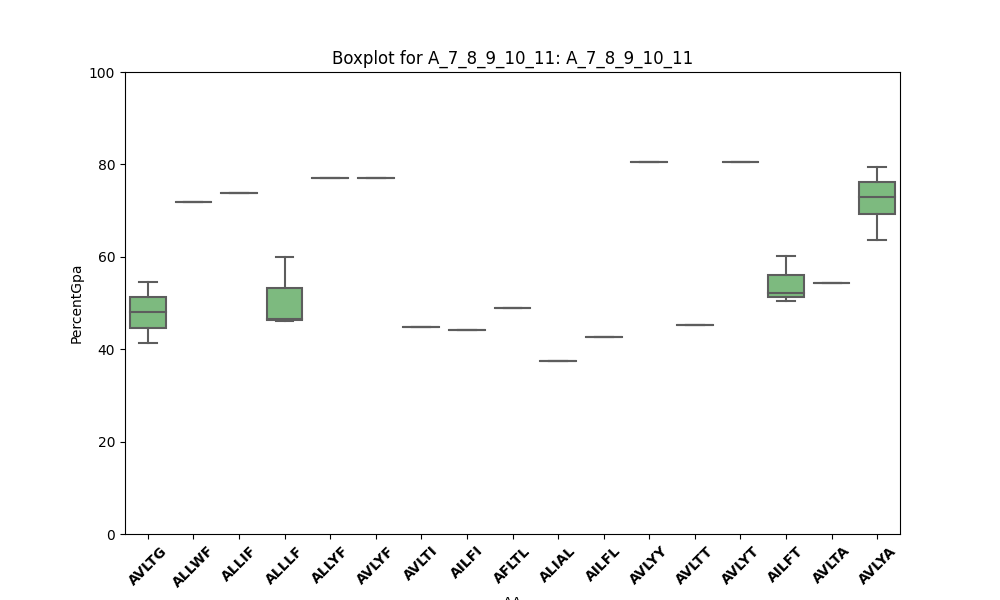 Boxplot for A_7_8_9_10_11: A_7_8_9_10_11
PercentGpa
100
80
60
40
20
0
AVLTG ALLWF ALLIF ALLLF ALLYF AVLYF AVLTI AILFI AFLTL ALIAL AILFL AVLYY AVLTT AVLYT AILFT AVLTA AVLYA